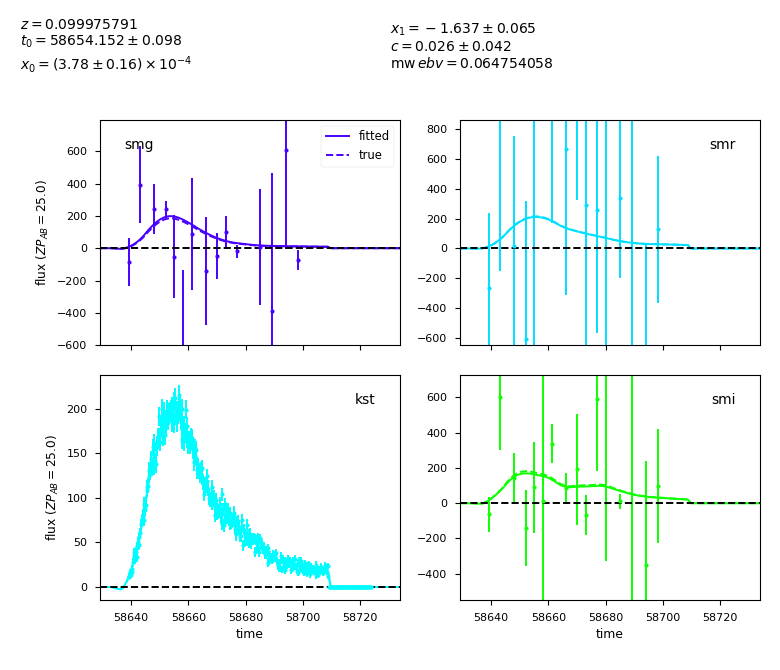 z = 0.099975791
t₀ = 58654.152 ± 0.098
x₀ = (3.78 ± 0.16) × 10⁻⁴
x₁ = −1.637 ± 0.065
c = 0.026 ± 0.042
mw ebv = 0.064754058
smg
fitted
true
600
400
200
0
−200
−400
−600
flux (ZP_AB = 25.0)
smr
800
600
400
200
0
−200
−400
−600
kst
200
150
100
50
0
flux (ZP_AB = 25.0)
58640 58660 58680 58700 58720
time
smi
600
400
200
0
−200
−400
58640 58660 58680 58700 58720
time